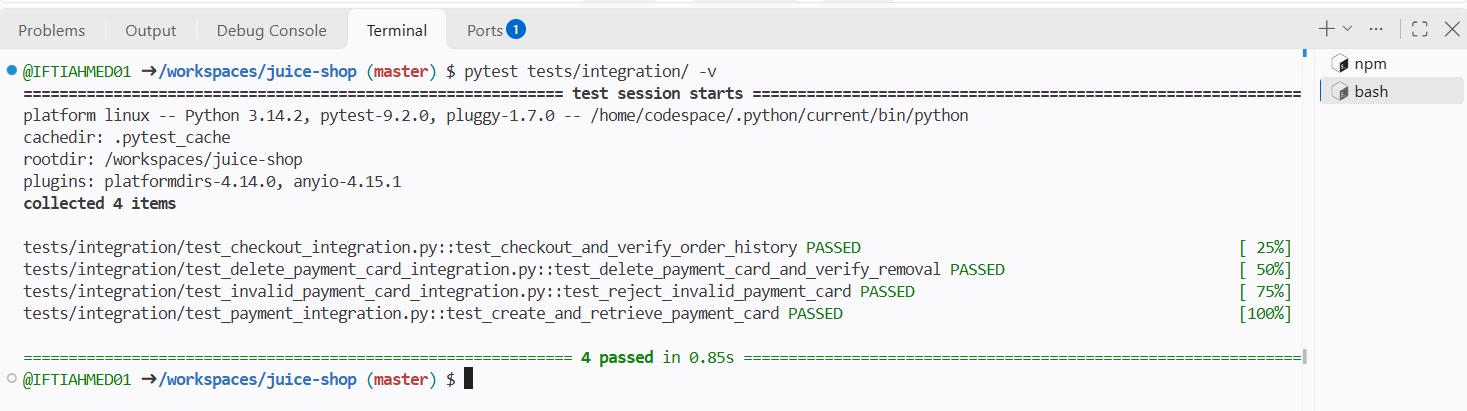 Problems Output Debug Console Terminal Ports 1
@IFTIAHMED01 →/workspaces/juice-shop (master) $ pytest tests/integration/ -v
============================================================ test session starts =============================================================
platform linux -- Python 3.14.2, pytest-9.2.0, pluggy-1.7.0 -- /home/codespace/.python/current/bin/python
cachedir: .pytest_cache
rootdir: /workspaces/juice-shop
plugins: platformdirs-4.14.0, anyio-4.15.1
collected 4 items
tests/integration/test_checkout_integration.py::test_checkout_and_verify_order_history PASSED [ 25%]
tests/integration/test_delete_payment_card_integration.py::test_delete_payment_card_and_verify_removal PASSED [ 50%]
tests/integration/test_invalid_payment_card_integration.py::test_reject_invalid_payment_card PASSED [ 75%]
tests/integration/test_payment_integration.py::test_create_and_retrieve_payment_card PASSED [100%]
============================================================= 4 passed in 0.85s ==============================================================
@IFTIAHMED01 →/workspaces/juice-shop (master) $
npm
bash